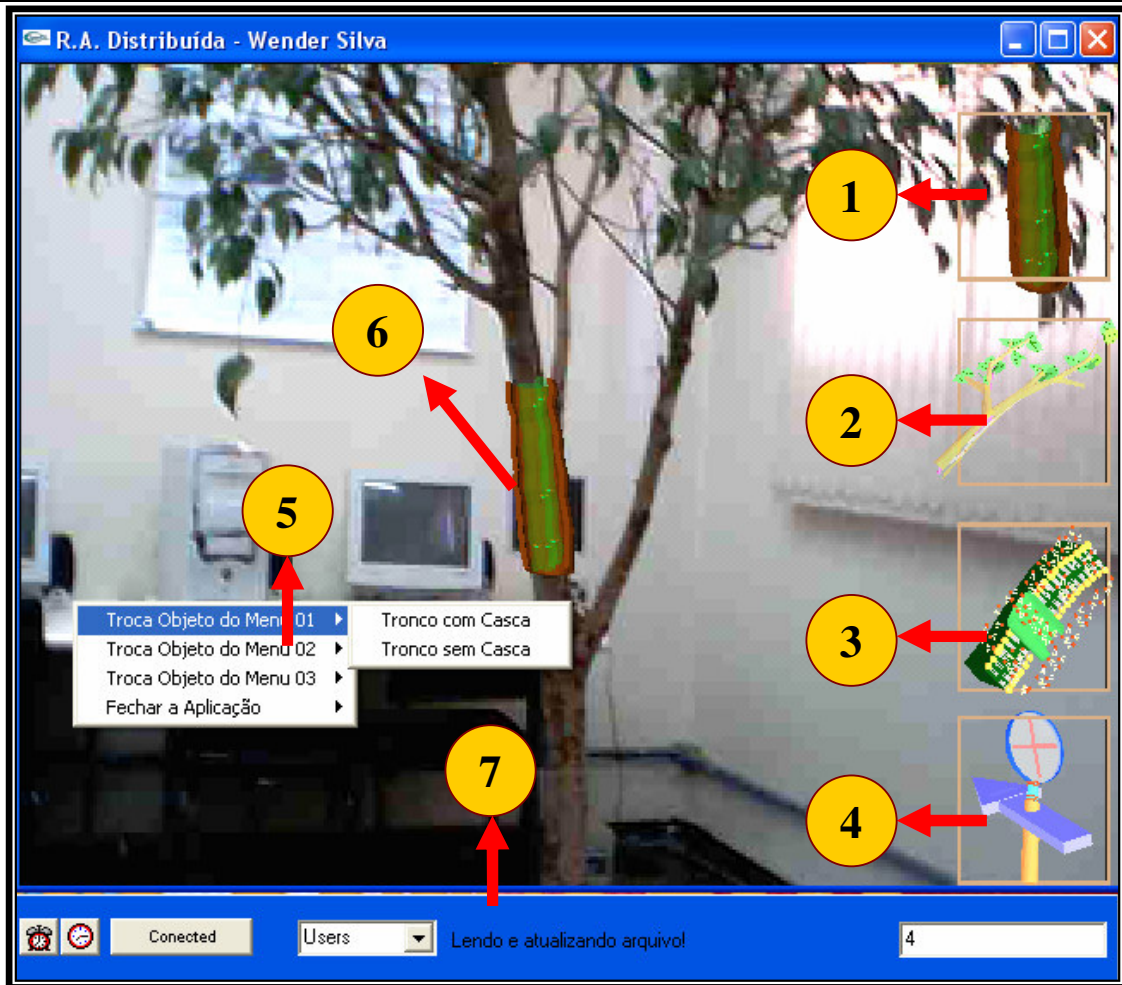 R.A. Distribuída - Wender Silva
1
2
3
4
5
6
7
Troca Objeto do Menu 01
Troca Objeto do Menu 02
Troca Objeto do Menu 03
Fechar a Aplicação
Tronco com Casca
Tronco sem Casca
Conected
Users
Lendo e atualizando arquivo!
4